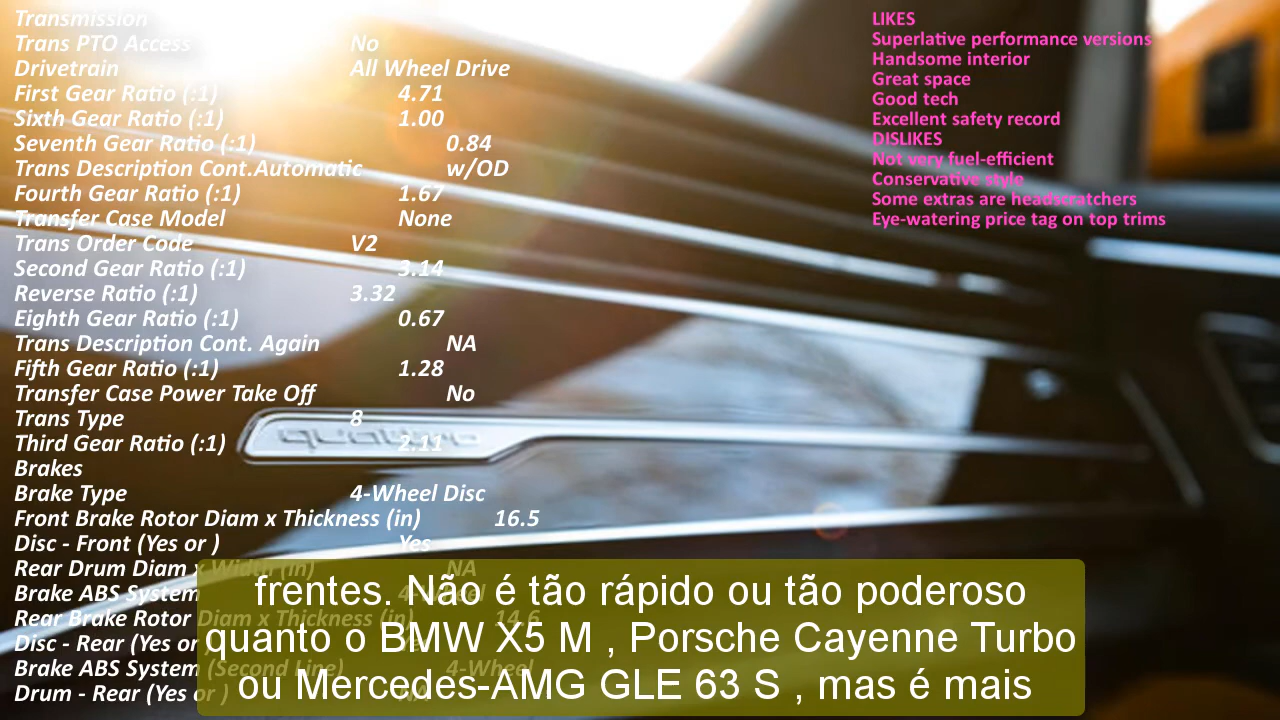 Transmission
Trans PTO Access No
Drivetrain All Wheel Drive
First Gear Ratio (:1) 4.71
Sixth Gear Ratio (:1) 1.00
Seventh Gear Ratio (:1) 0.84
Trans Description Cont.Automatic w/OD
Fourth Gear Ratio (:1) 1.67
Transfer Case Model None
Trans Order Code V2
Second Gear Ratio (:1) 3.14
Reverse Ratio (:1) 3.32
Eighth Gear Ratio (:1) 0.67
Trans Description Cont. Again NA
Fifth Gear Ratio (:1) 1.28
Transfer Case Power Take Off No
Trans Type 8
Third Gear Ratio (:1) 2.11
Brakes
Brake Type 4-Wheel Disc
Front Brake Rotor Diam x Thickness (in) 16.5
Disc - Front (Yes or ) Yes
Rear Drum Diam x Width (in) NA
Brake ABS System 4-Wheel
Rear Brake Rotor Diam x Thickness (in) 14.6
Disc - Rear (Yes or ) Yes
Brake ABS System (Second Line) 4-Wheel
Drum - Rear (Yes or ) NA
LIKES
Superlative performance versions
Handsome interior
Great space
Good tech
Excellent safety record
DISLIKES
Not very fuel-efficient
Conservative style
Some extras are headscratchers
Eye-watering price tag on top trims
quattro
frentes. Não é tão rápido ou tão poderoso
quanto o BMW X5 M , Porsche Cayenne Turbo
ou Mercedes-AMG GLE 63 S , mas é mais